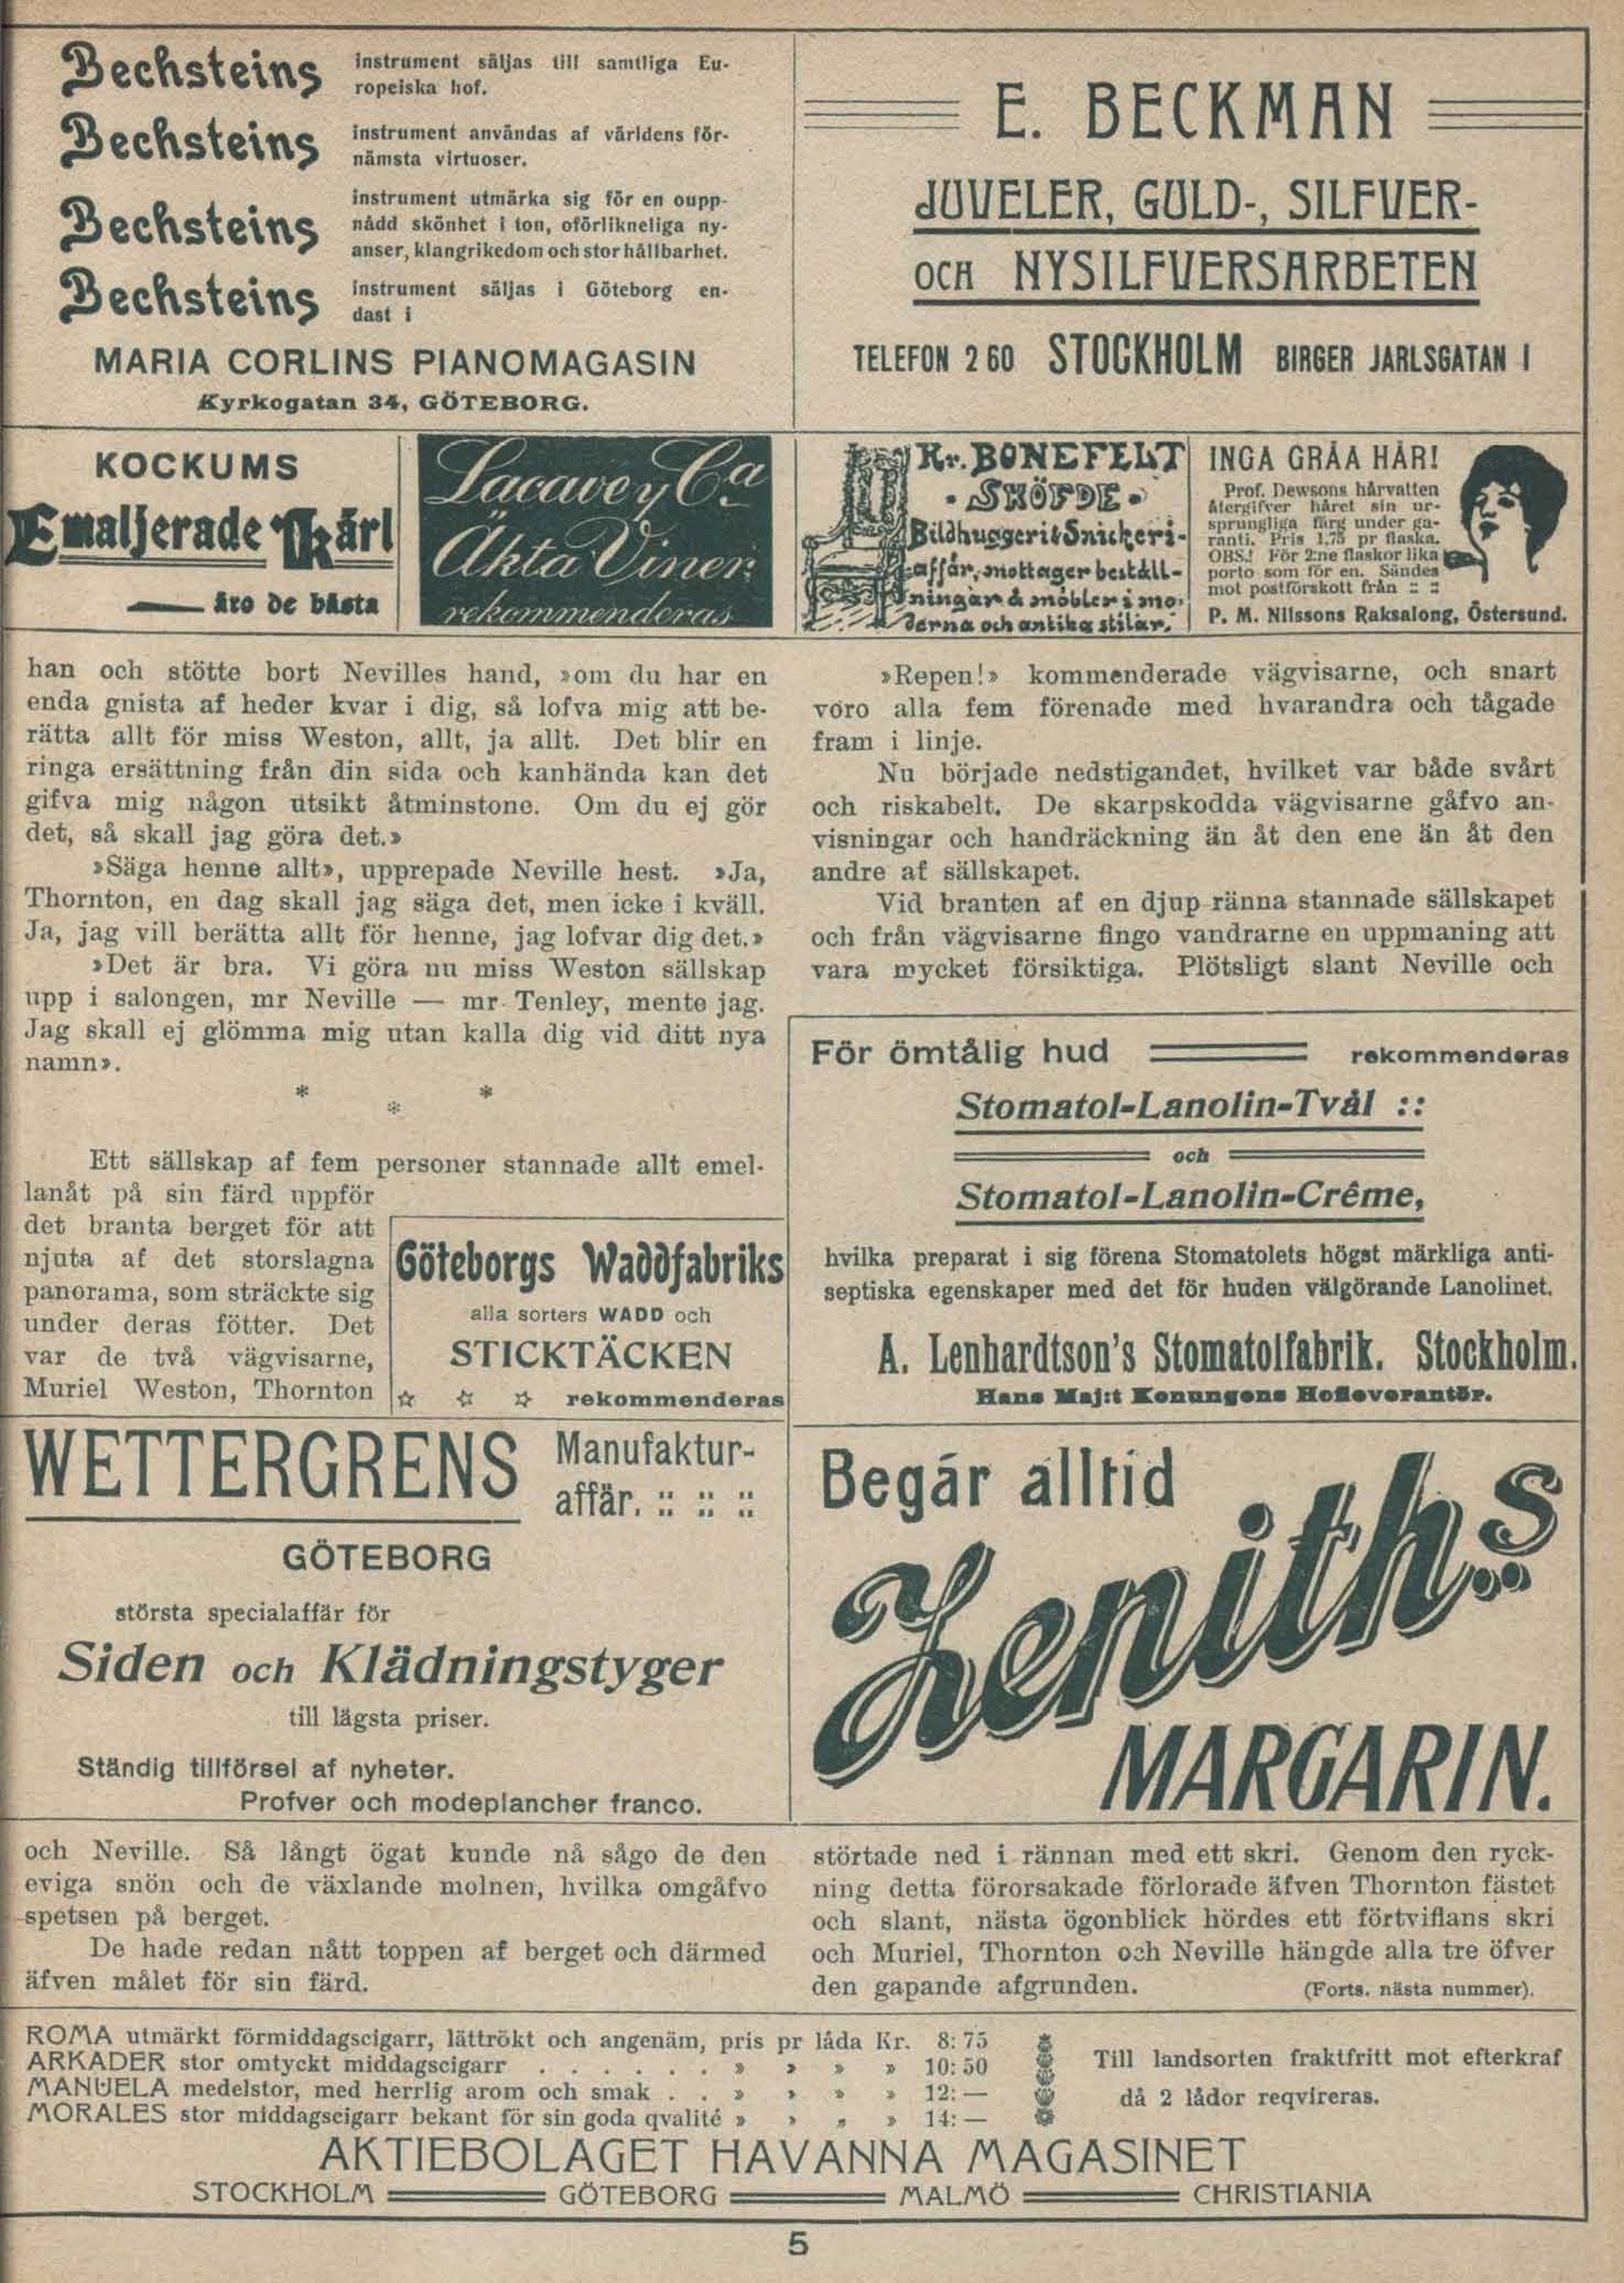 Bechsteins instrument säljas till samtliga Eu-
ropeiska hof.
Bechsteins instrument användas af världens för-
nämsta virtuoser.
Bechsteins instrument utmärka sig för en oupp-
nådd skönhet i ton, oförlikneliga ny-
anser, klangrikedom och stor hållbarhet.
Bechsteins instrument säljas i Göteborg en-
dast i
MARIA CORLINS PIANOMAGASIN
Kyrkogatan 34, GÖTEBORG.
E. BECKMAN
JUVELER, GULD-, SILFVER-
OCH NYSILFVERSARBETEN
TELEFON 2 60 STOCKHOLM BIRGER JARLSGATAN 1
KOCKUMS
Emaljerade Kärl
äro de bästa
Lacave y Ca
Äkta Viner
rekommenderas
Kr. BONEFELT
SKÖFDE
Bildhuggeri & Snickeri-
affär, mottager beställ-
ningar å möbler i mo-
derna och antika stilar.
INGA GRÅA HÅR!
Prof. Dewsons hårvatten
återgifver håret sin ur-
sprungliga färg under ga-
ranti. Pris 1,75 pr flaska.
OBS.! För 2:ne flaskor lika
porto som för en. Sändes
mot postförskott från :: ::
P. M. Nilssons Raksalong, Östersund.
han och stötte bort Nevilles hand, »om du har en
enda gnista af heder kvar i dig, så lofva mig att be-
rätta allt för miss Weston, allt, ja allt. Det blir en
ringa ersättning från din sida och kanhända kan det
gifva mig någon utsikt åtminstone. Om du ej gör
det, så skall jag göra det.»
»Säga henne allt», upprepade Neville hest. »Ja,
Thornton, en dag skall jag säga det, men icke i kväll.
Ja, jag vill berätta allt för henne, jag lofvar dig det.»
»Det är bra. Vi göra nu miss Weston sällskap
upp i salongen, mr Neville — mr Tenley, mente jag.
Jag skall ej glömma mig utan kalla dig vid ditt nya
namn».
* * *
Ett sällskap af fem personer stannade allt emel-
lanåt på sin färd uppför
det branta berget för att
njuta af det storslagna
panorama, som sträckte sig
under deras fötter. Det
var de två vägvisarne,
Muriel Weston, Thornton
Göteborgs Waddfabriks
alla sorters WADD och
STICKTÄCKEN
rekommenderas
WETTERGRENS Manufaktur-
affär. :: :: ::
GÖTEBORG
största specialaffär för
Siden och Klädningstyger
till lägsta priser.
Ständig tillförsel af nyheter.
Profver och modeplancher franco.
och Neville. Så långt ögat kunde nå sågo de den
eviga snön och de växlande molnen, hvilka omgåfvo
spetsen på berget.
De hade redan nått toppen af berget och därmed
äfven målet för sin färd.
»Repen!» kommenderade vägvisarne, och snart
voro alla fem förenade med hvarandra och tågade
fram i linje.
Nu började nedstigandet, hvilket var både svårt
och riskabelt. De skarpskodda vägvisarne gåfvo an-
visningar och handräckning än åt den ene än åt den
andre af sällskapet.
Vid branten af en djup ränna stannade sällskapet
och från vägvisarne fingo vandrarne en uppmaning att
vara mycket försiktiga. Plötsligt slant Neville och
För ömtålig hud rekommenderas
Stomatol-Lanolin-Tvål ::
och
Stomatol-Lanolin-Crême,
hvilka preparat i sig förena Stomatolets högst märkliga anti-
septiska egenskaper med det för huden välgörande Lanolinet.
A. Lenhardtson's Stomatolfabrik. Stockholm.
Hans Maj:t Konungens Hofleverantör.
Begär alltid
Zeniths
MARGARIN.
störtade ned i rännan med ett skri. Genom den ryck-
ning detta förorsakade förlorade äfven Thornton fästet
och slant, nästa ögonblick hördes ett förtviflans skri
och Muriel, Thornton och Neville hängde alla tre öfver
den gapande afgrunden. (Forts. nästa nummer).
ROMA utmärkt förmiddagscigarr, lättrökt och angenäm, pris pr låda Kr. 8:75
ARKADER stor omtyckt middagscigarr . . . . . . » » » » 10:50
MANUELA medelstor, med herrlig arom och smak . . » » » » 12:—
MORALES stor middagscigarr bekant för sin goda qvalité » » » » 14:—
Till landsorten fraktfritt mot efterkraf
då 2 lådor reqvireras.
AKTIEBOLAGET HAVANNA MAGASINET
STOCKHOLM GÖTEBORG MALMÖ CHRISTIANIA
5